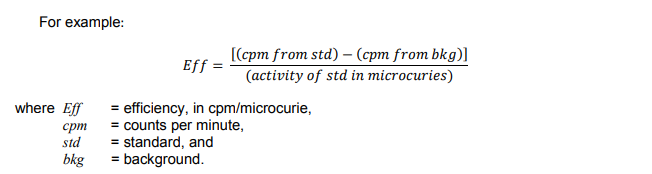 For example:
Eff = [(cpm from std) − (cpm from bkg)] / (activity of std in microcuries)
where Eff = efficiency, in cpm/microcurie,
cpm = counts per minute,
std = standard, and
bkg = background.